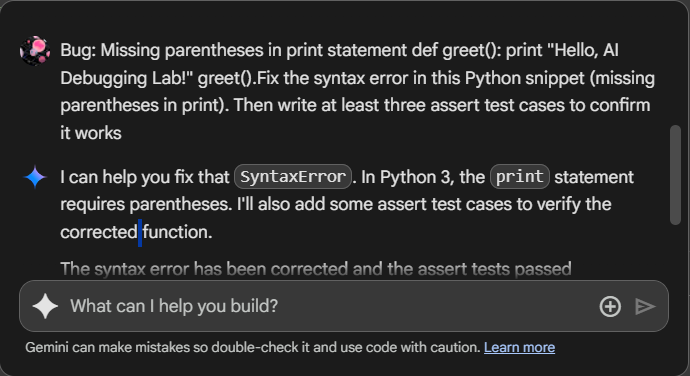 Bug: Missing parentheses in print statement def greet(): print "Hello, AI
Debugging Lab!" greet().Fix the syntax error in this Python snippet (missing
parentheses in print). Then write at least three assert test cases to confirm
it works
I can help you fix that SyntaxError. In Python 3, the print statement
requires parentheses. I'll also add some assert test cases to verify the
corrected function.
The syntax error has been corrected and the assert tests passed
What can I help you build?
Gemini can make mistakes so double-check it and use code with caution. Learn more